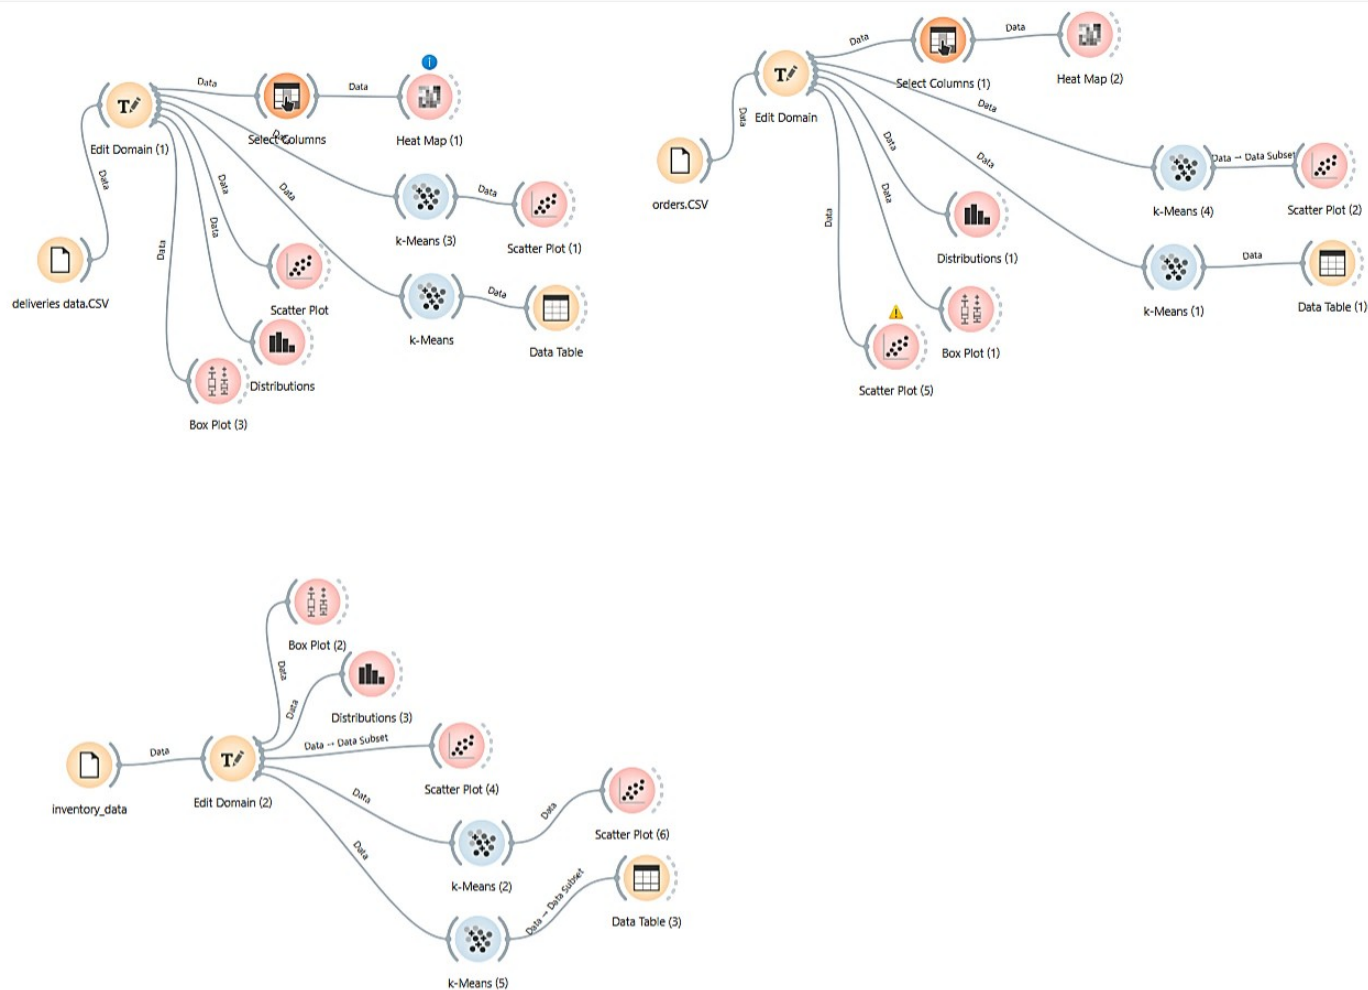 Data
Select Columns
Data
Heat Map (1)
Edit Domain (1)
Data
Data
k-Means (3)
Data
Scatter Plot (1)
Data
Data
Data
Data
Data
deliveries data.CSV
Scatter Plot
k-Means
Data
Data Table
Distributions
Box Plot (3)
Data
Select Columns (1)
Data
Heat Map (2)
Edit Domain
Data
orders.CSV
Data
k-Means (4)
Data → Data Subset
Scatter Plot (2)
Data
Data
Data
Data
Distributions (1)
k-Means (1)
Data
Data Table (1)
Box Plot (1)
Scatter Plot (5)
Box Plot (2)
Data
Data
Distributions (3)
Data
inventory_data
Edit Domain (2)
Data → Data Subset
Scatter Plot (4)
Data
k-Means (2)
Data
Scatter Plot (6)
Data
k-Means (5)
Data → Data Subset
Data Table (3)